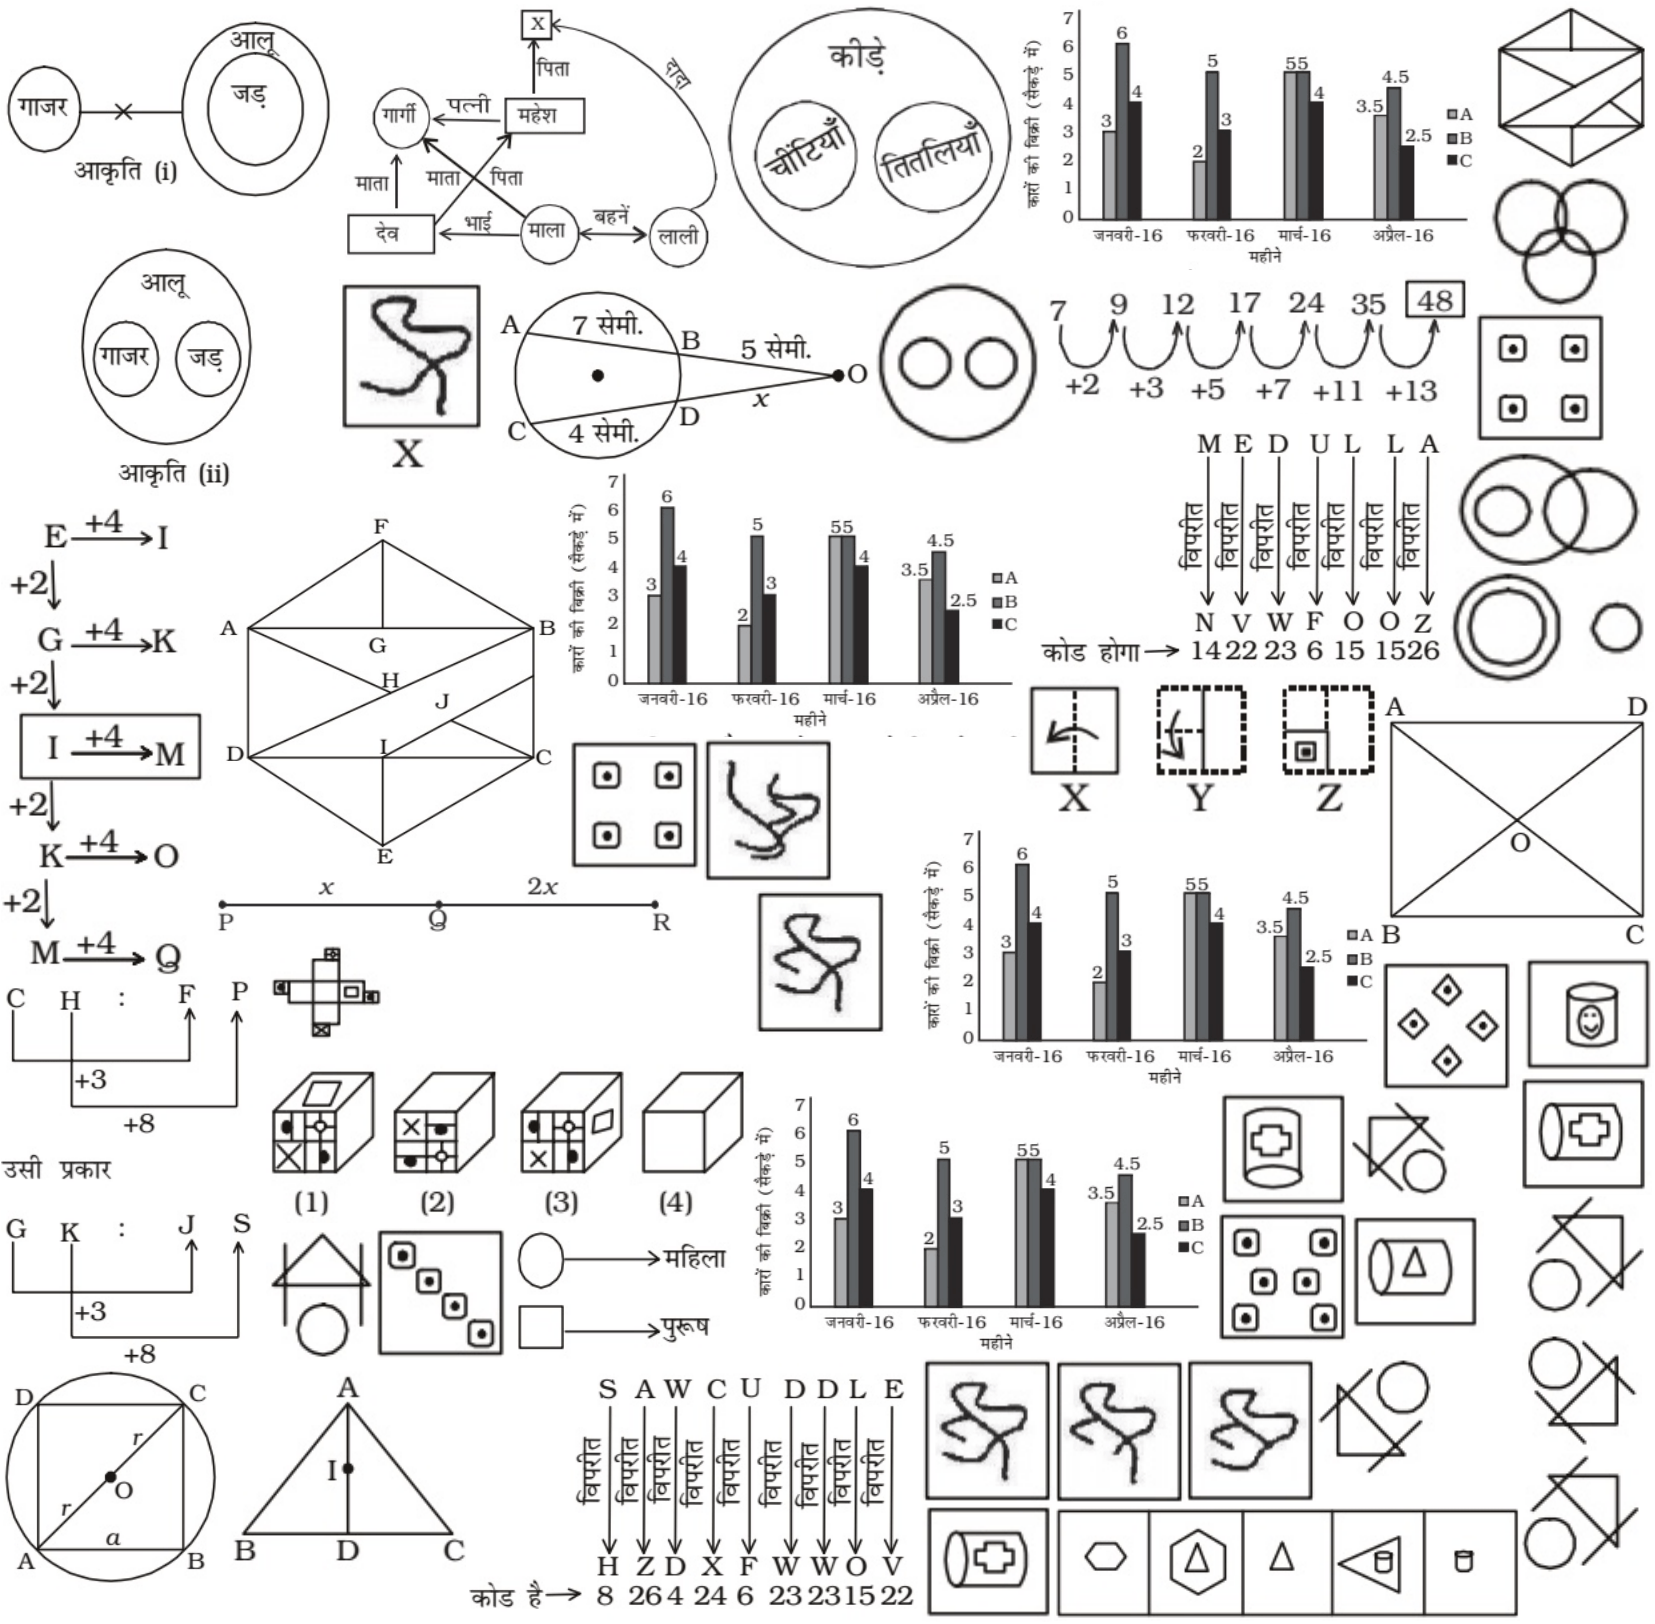 गाजर
आलू
जड़
आकृति (i)
X
पिता
दादा
गार्गी
पत्नी
महेश
माता
माता
पिता
देव
भाई
माला
बहनें
लाली
कीड़े
चींटियाँ
तितलियाँ
कारों की बिक्री (सैकड़े में)
7
6
5
4
3
2
1
0
3 6 4
2 5 3
5 5 4
3.5 4.5 2.5
A
B
C
जनवरी-16 फरवरी-16 मार्च-16 अप्रैल-16
महीने
आलू
गाजर
जड़
आकृति (ii)
X
A
7 सेमी.
B
5 सेमी.
O
x
D
C
4 सेमी.
7 9 12 17 24 35 48
+2 +3 +5 +7 +11 +13
M E D U L L A
विपरीत विपरीत विपरीत विपरीत विपरीत विपरीत विपरीत
N V W F O O Z
कोड होगा 14 22 23 6 15 15 26
E +4 I
+2
G +4 K
+2
I +4 M
+2
K +4 O
+2
M +4 Q
F
A
G
B
H
J
D
I
C
E
कारों की बिक्री (सैकड़े में)
7
6
5
4
3
2
1
0
3 6 4
2 5 3
5 5 4
3.5 4.5 2.5
A
B
C
जनवरी-16 फरवरी-16 मार्च-16 अप्रैल-16
महीने
X Y Z
A D
O
B C
x 2x
P Q R
कारों की बिक्री (सैकड़े में)
7
6
5
4
3
2
1
0
3 6 4
2 5 3
5 5 4
3.5 4.5 2.5
A
B
C
जनवरी-16 फरवरी-16 मार्च-16 अप्रैल-16
महीने
C H : F P
+3
+8
उसी प्रकार
G K : J S
+3
+8
(1) (2) (3) (4)
महिला
पुरूष
कारों की बिक्री (सैकड़े में)
7
6
5
4
3
2
1
0
3 6 4
2 5 3
5 5 4
3.5 4.5 2.5
A
B
C
जनवरी-16 फरवरी-16 मार्च-16 अप्रैल-16
महीने
D C
r
O
r
a
A B
A
I
B D C
S A W C U D D L E
विपरीत विपरीत विपरीत विपरीत विपरीत विपरीत विपरीत विपरीत विपरीत
H Z D X F W W O V
कोड है 8 26 4 24 6 23 23 15 22